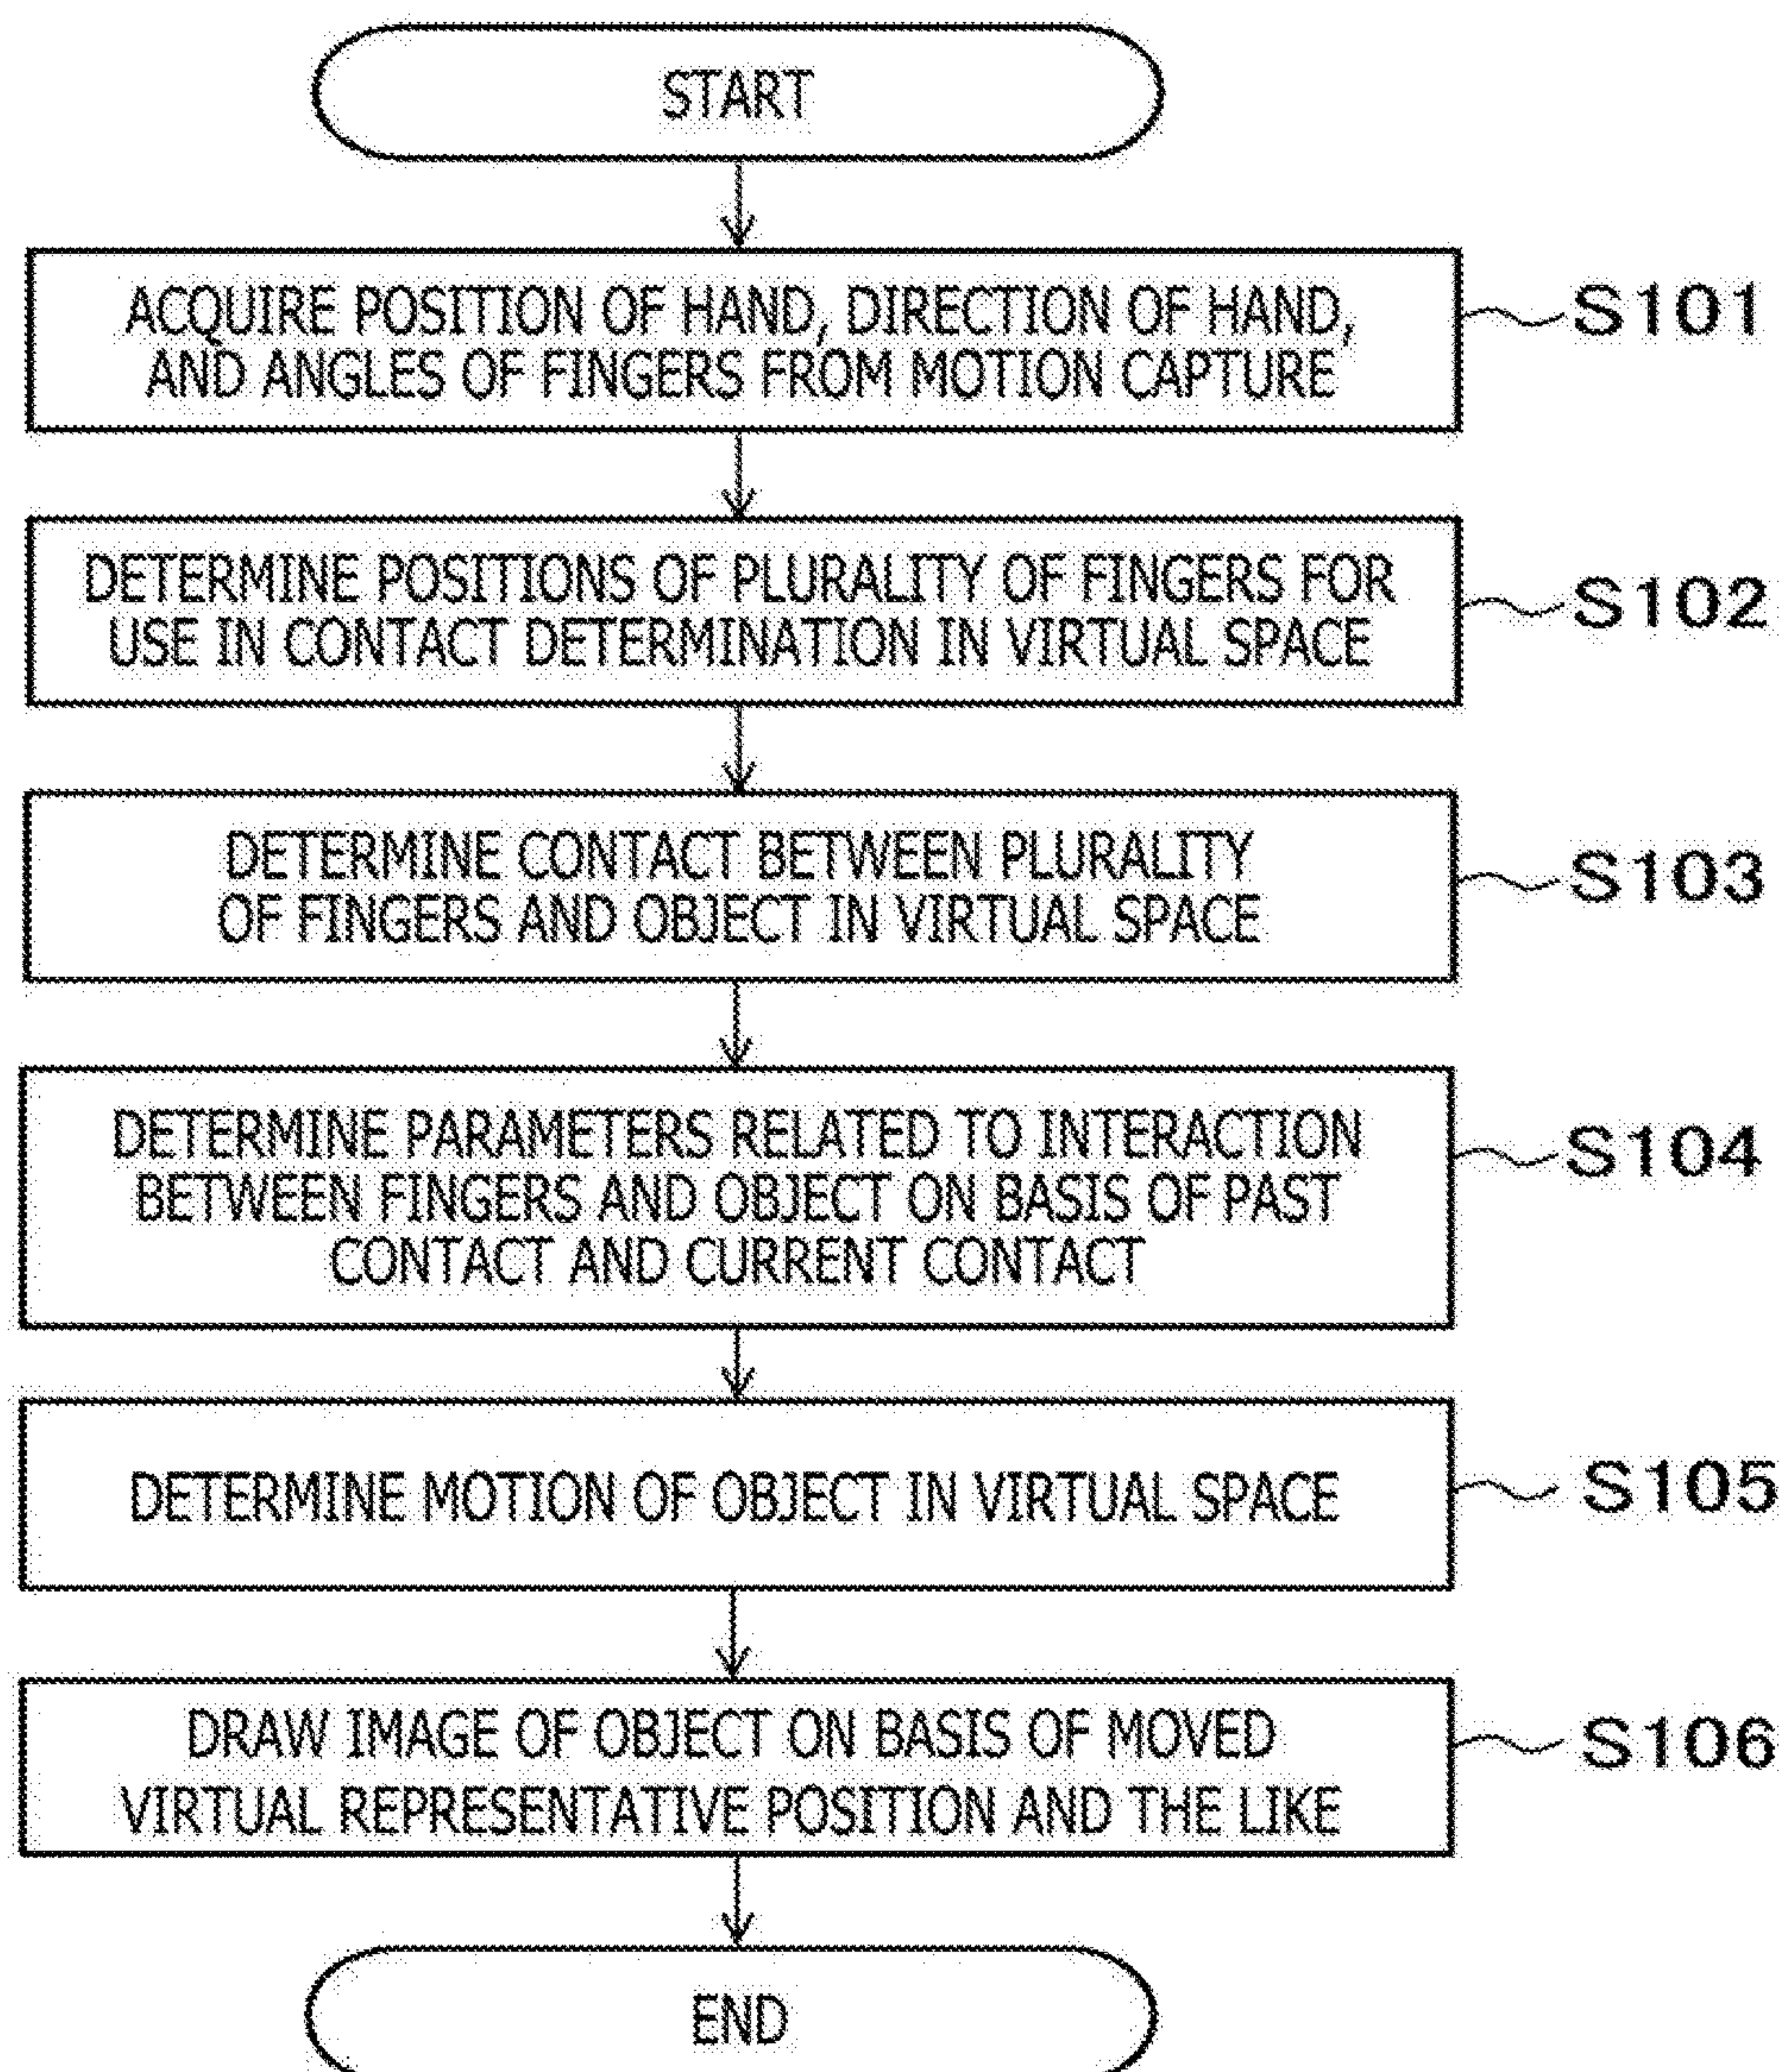 START
ACQUIRE POSITION OF HAND, DIRECTION OF HAND,
AND ANGLES OF FINGERS FROM MOTION CAPTURE
S101
DETERMINE POSITIONS OF PLURALITY OF FINGERS FOR
USE IN CONTACT DETERMINATION IN VIRTUAL SPACE
S102
DETERMINE CONTACT BETWEEN PLURALITY
OF FINGERS AND OBJECT IN VIRTUAL SPACE
S103
DETERMINE PARAMETERS RELATED TO INTERACTION
BETWEEN FINGERS AND OBJECT ON BASIS OF PAST
CONTACT AND CURRENT CONTACT
S104
DETERMINE MOTION OF OBJECT IN VIRTUAL SPACE
S105
DRAW IMAGE OF OBJECT ON BASIS OF MOVED
VIRTUAL REPRESENTATIVE POSITION AND THE LIKE
S106
END